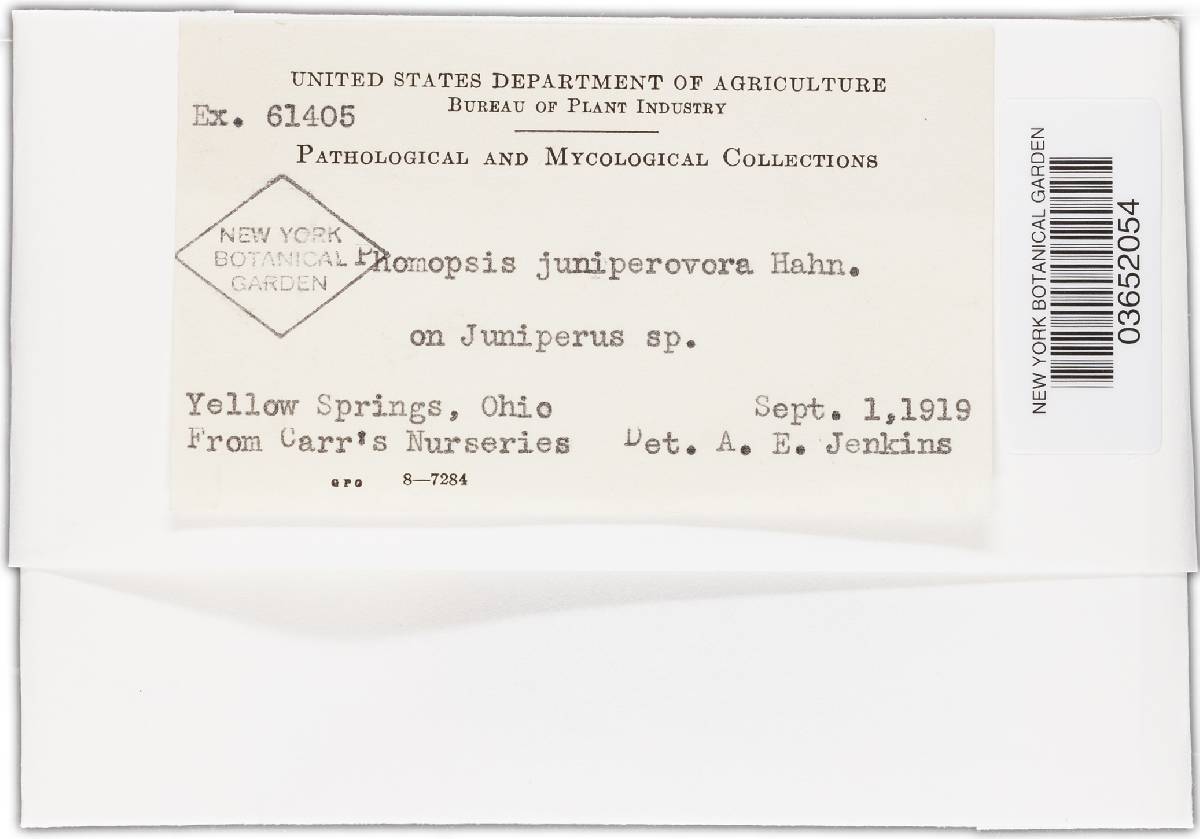 UNITED STATES DEPARTMENT OF AGRICULTURE
BUREAU OF PLANT INDUSTRY
Ex. 61405
PATHOLOGICAL AND MYCOLOGICAL COLLECTIONS
NEW YORK
BOTANICAL
GARDEN
Phomopsis juniperovora Hahn.
on Juniperus sp.
Yellow Springs, Ohio Sept. 1,1919
From Carr's Nurseries Det. A. E. Jenkins
GPO 8—7284
NEW YORK BOTANICAL GARDEN
03652054